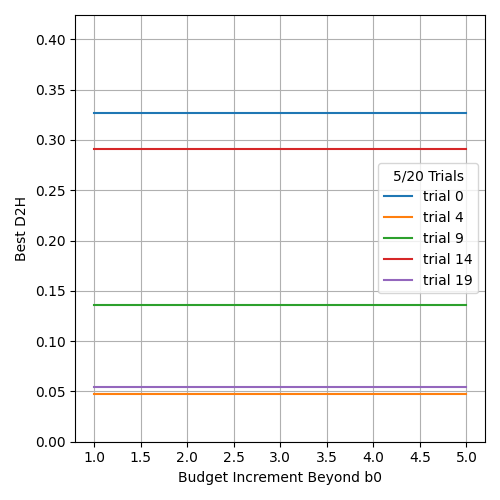 0.40
0.35
0.30
0.25
0.20
0.15
0.10
0.05
0.00
Best D2H
5/20 Trials
trial 0
trial 4
trial 9
trial 14
trial 19
1.0 1.5 2.0 2.5 3.0 3.5 4.0 4.5 5.0
Budget Increment Beyond b0